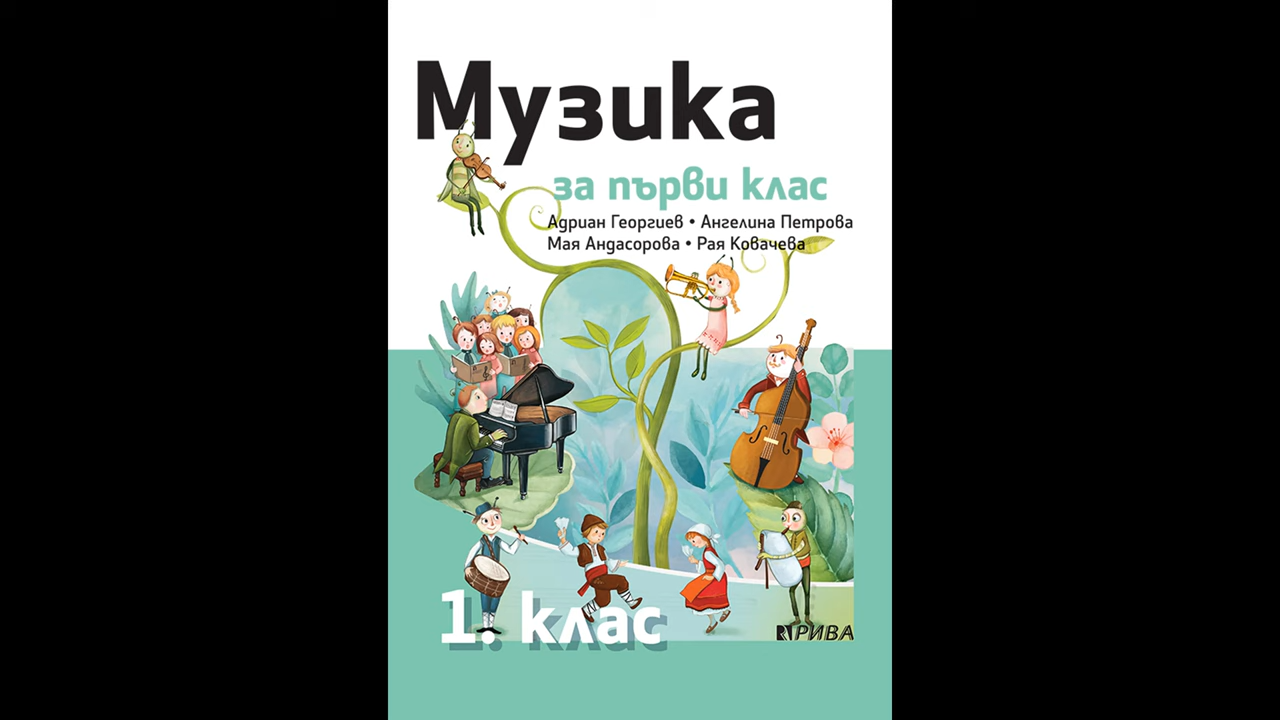 Музика
за първи клас
Адриан Георгиев • Ангелина Петрова
Мая Андасорова • Рая Ковачева
1. клас
РИВА